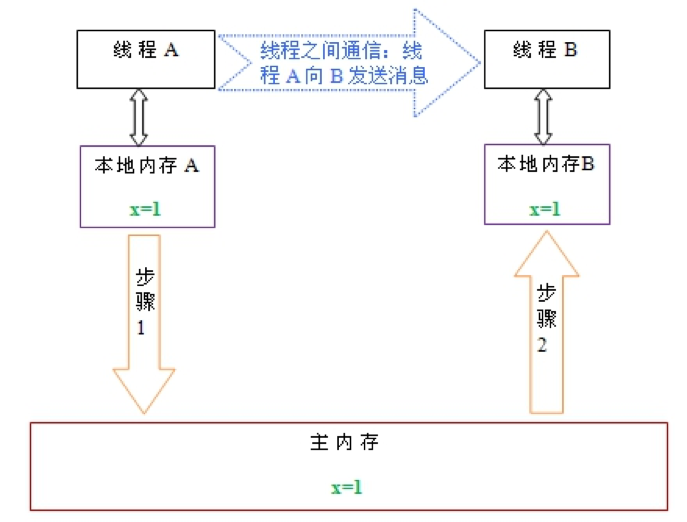 线程 A
线程之间通信：线
程 A 向 B 发送消息
线程 B
本地内存 A
x=1
本地内存B
x=1
步
骤
1
步
骤
2
主内存
x=1